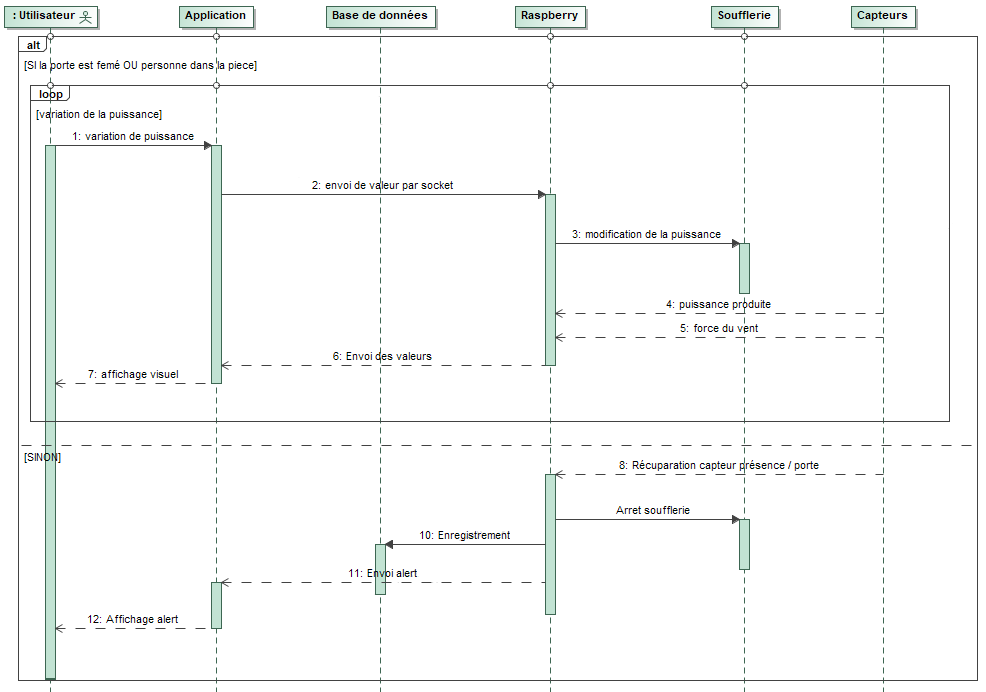 : Utilisateur
Application
Base de données
Raspberry
Soufflerie
Capteurs
alt
[SI la porte est femé OU personne dans la piece]
loop
[variation de la puissance]
1: variation de puissance
2: envoi de valeur par socket
3: modification de la puissance
4: puissance produite
5: force du vent
6: Envoi des valeurs
7: affichage visuel
[SINON]
8: Récuparation capteur présence / porte
Arret soufflerie
10: Enregistrement
11: Envoi alert
12: Affichage alert